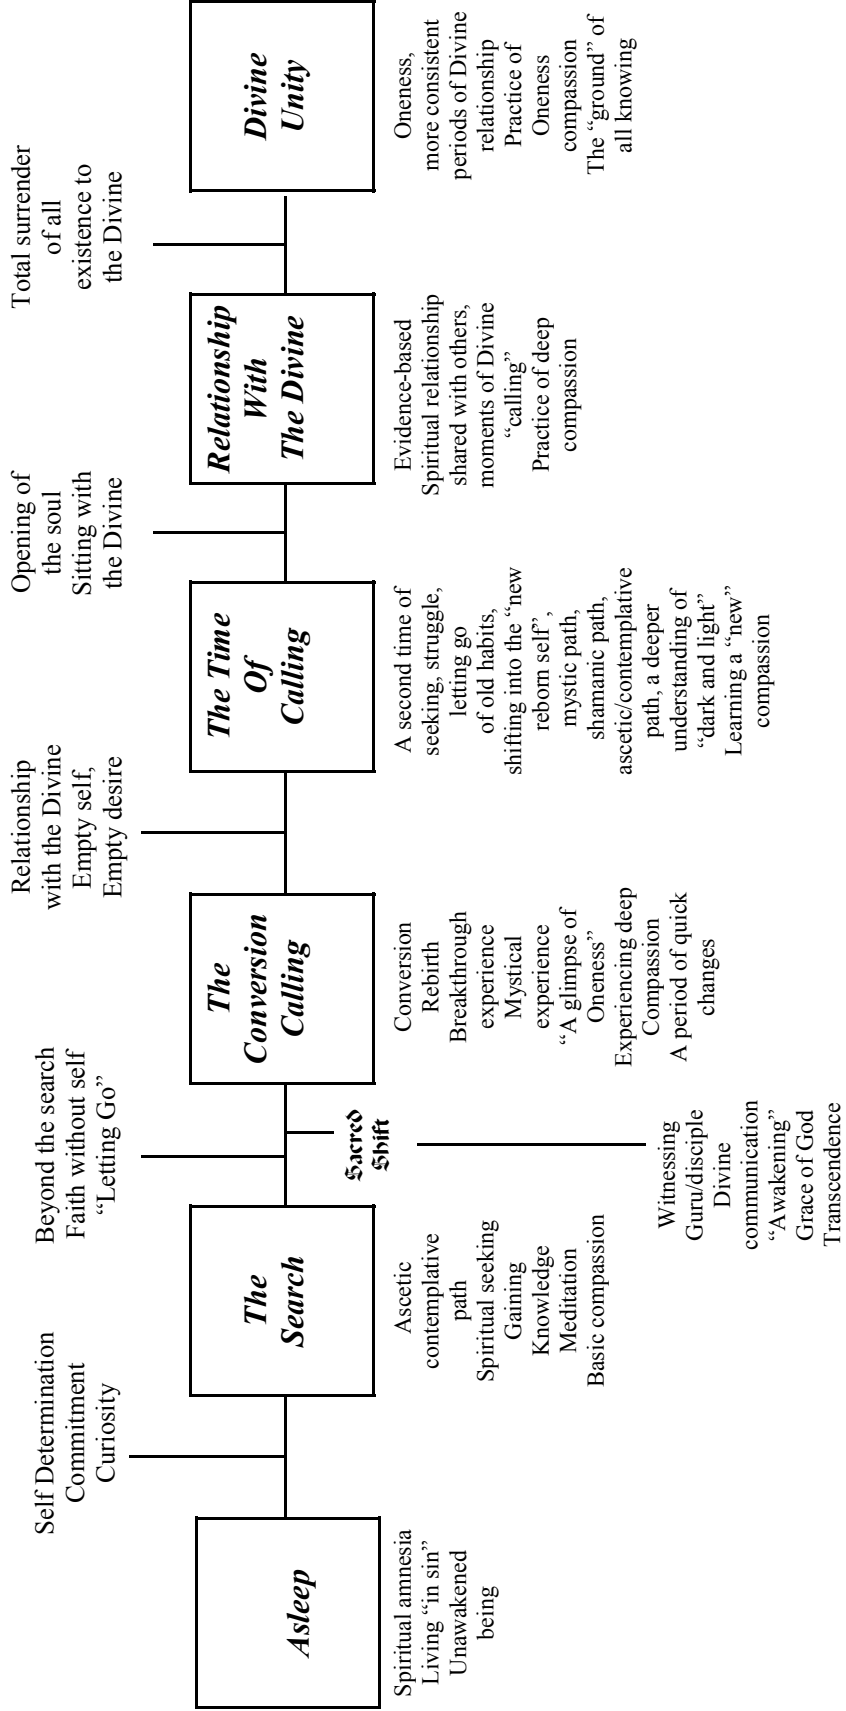 Self Determination
Commitment
Curiosity
Beyond the search
Faith without self
“Letting Go”
Relationship
with the Divine
Empty self,
Empty desire
Opening of
the soul
Sitting with
the Divine
Total surrender
of all
existence to
the Divine
Asleep
The
Search
Sacred
Shift
The
Conversion
Calling
The Time
Of
Calling
Relationship
With
The Divine
Divine
Unity
Spiritual amnesia
Living “in sin”
Unawakened
being
Ascetic
contemplative
path
Spiritual seeking
Gaining
Knowledge
Meditation
Basic compassion
Witnessing
Guru/disciple
Divine
communication
“Awakening”
Grace of God
Transcendence
Conversion
Rebirth
Breakthrough
experience
Mystical
experience
“A glimpse of
Oneness”
Experiencing deep
Compassion
A period of quick
changes
A second time of
seeking, struggle,
letting go
of old habits,
shifting into the “new
reborn self”,
mystic path,
shamanic path,
ascetic/contemplative
path, a deeper
understanding of
“dark and light”
Learning a “new”
compassion
Evidence-based
Spiritual relationship
shared with others,
moments of Divine
“calling”
Practice of deep
compassion
Oneness,
more consistent
periods of Divine
relationship
Practice of
Oneness
compassion
The “ground” of
all knowing